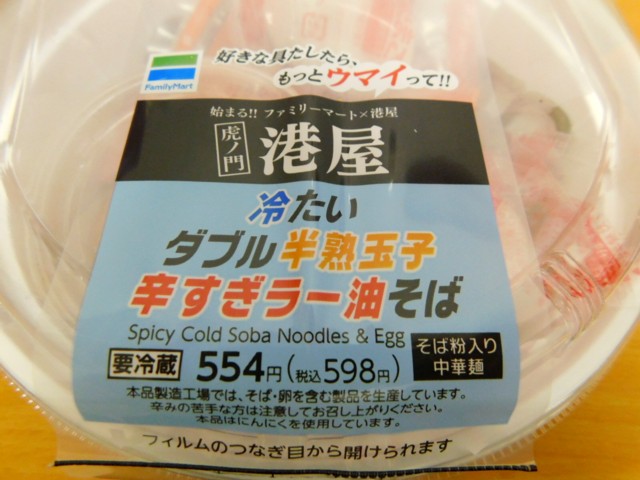 好きな具たしたら、
もっとウマイって!!
FamilyMart
始まる!! ファミリーマート×港屋
虎ノ門 港屋
冷たい
ダブル半熟玉子
辛すぎラー油そば
Spicy Cold Soba Noodles & Egg
要冷蔵 554円(税込598円)
そば粉入り
中華麺
本品製造工場では、そば・卵を含む製品を生産しています。
辛みの苦手な方は注意してお召し上がりください。
本品はにんにくを使用しています。
フィルムのつなぎ目から開けられます